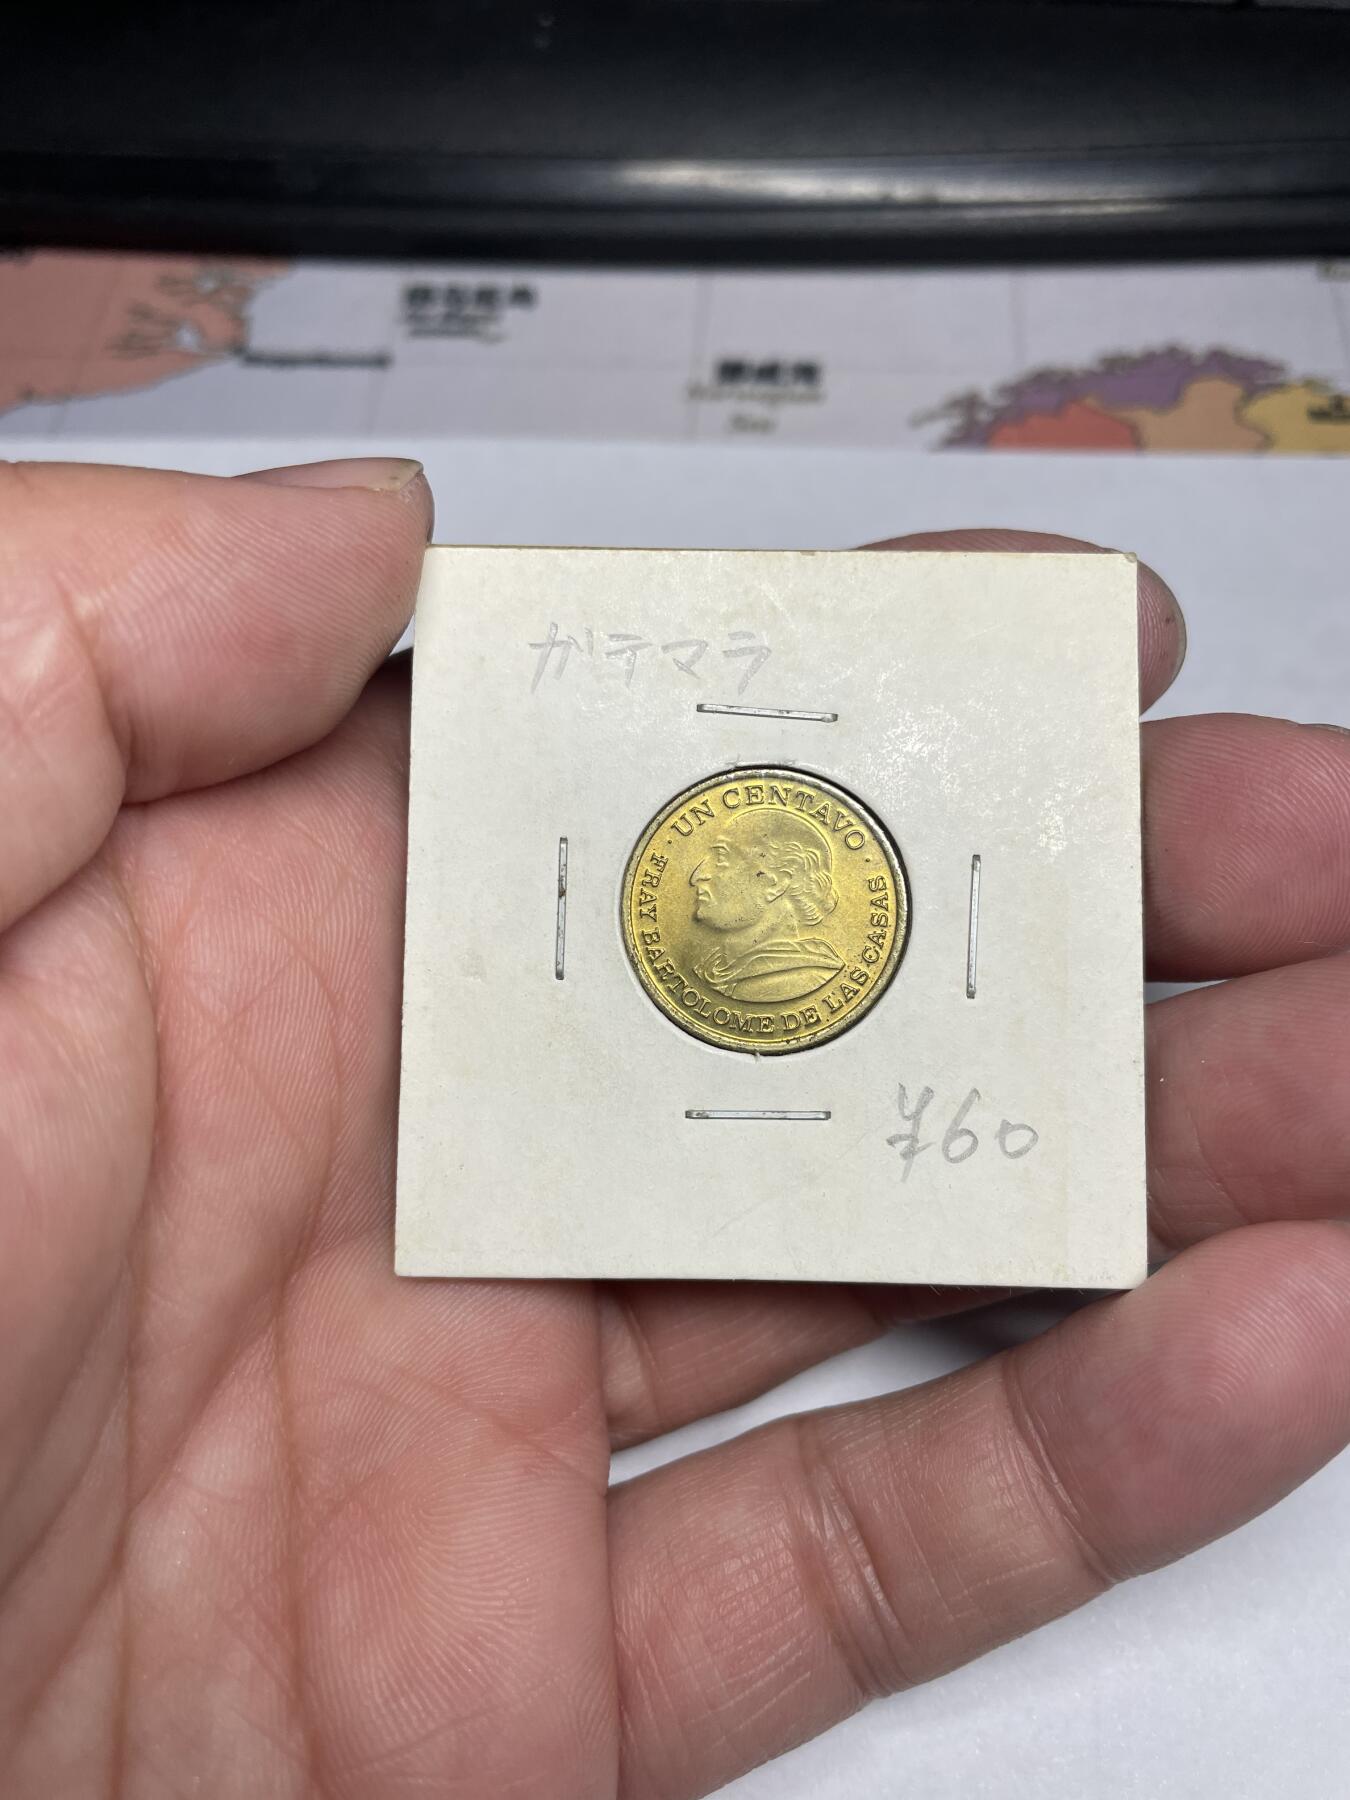 ガテマラ
UN CENTAVO
· FRAY BARTOLOME DE LAS CASAS ·
¥60